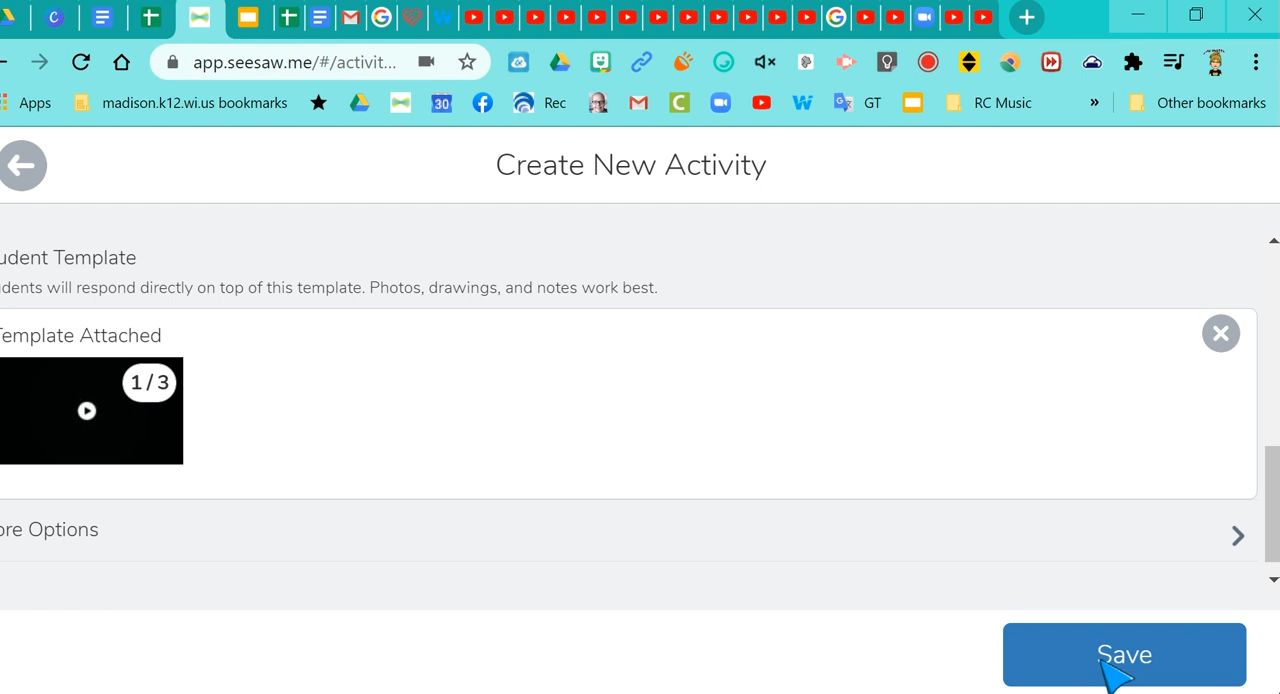 app.seesaw.me/#/activit...
Apps madison.k12.wi.us bookmarks 30 Rec GT RC Music » Other bookmarks
Create New Activity
udent Template
dents will respond directly on top of this template. Photos, drawings, and notes work best.
Template Attached
1 / 3
ore Options
Save